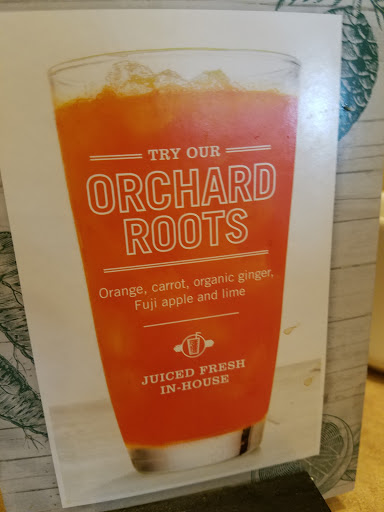 TRY OUR
ORCHARD
ROOTS
Orange, carrot, organic ginger,
Fuji apple and lime
JUICED FRESH
IN-HOUSE